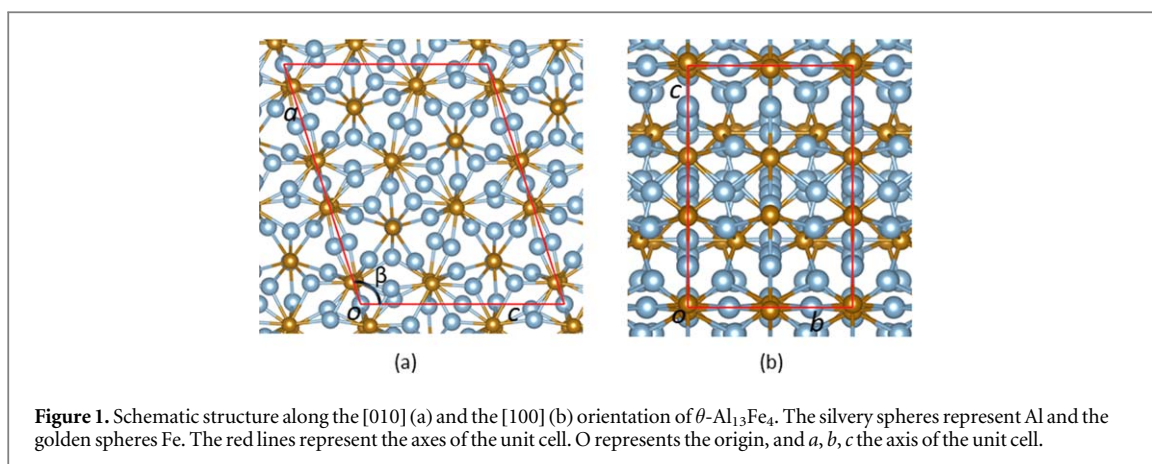 a
β
o
c
(a)
c
o
b
(b)
Figure 1. Schematic structure along the [010] (a) and the [100] (b) orientation of θ-Al₁₃Fe₄. The silvery spheres represent Al and the
golden spheres Fe. The red lines represent the axes of the unit cell. O represents the origin, and a, b, c the axis of the unit cell.